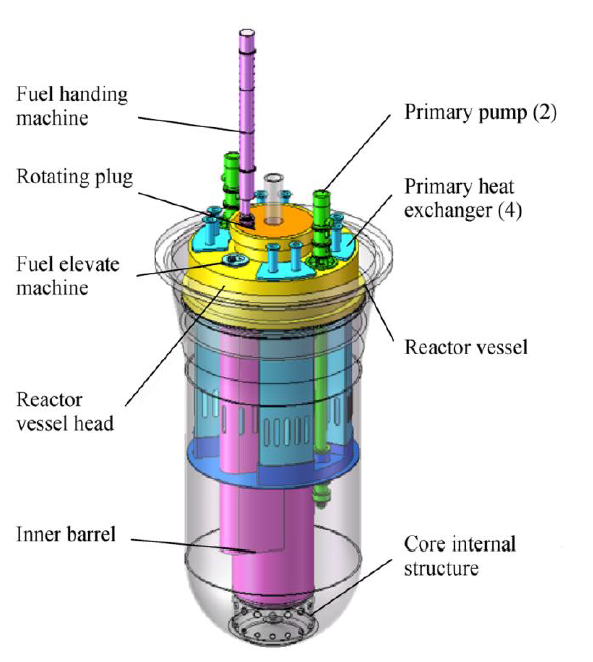 Fuel handing
machine
Rotating plug
Fuel elevate
machine
Reactor
vessel head
Inner barrel
Primary pump (2)
Primary heat
exchanger (4)
Reactor vessel
Core internal
structure